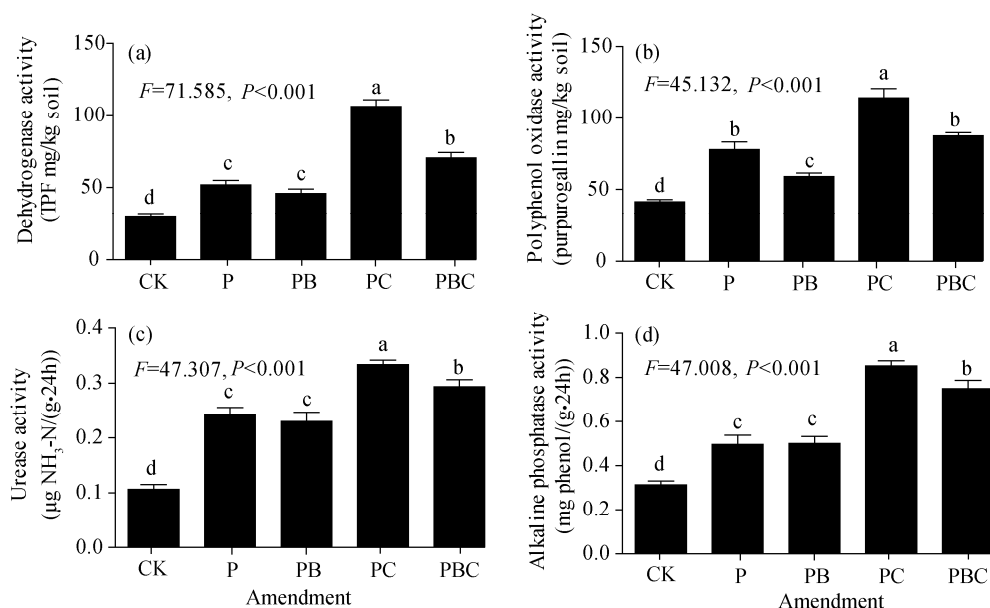 Dehydrogenase activity
(TPF mg/kg soil)
150
100
50
0
(a)
F=71.585, P<0.001
d
c
c
a
b
CK P PB PC PBC
Polyphenol oxidase activity
(purpurogallin mg/kg soil)
150
100
50
0
(b)
F=45.132, P<0.001
d
b
c
a
b
CK P PB PC PBC
Urease activity
(μg NH3-N/(g•24h))
0.4
0.3
0.2
0.1
0.0
(c)
F=47.307, P<0.001
d
c
c
a
b
CK P PB PC PBC
Amendment
Alkaline phosphatase activity
(mg phenol/(g•24h)
1.0
0.8
0.6
0.4
0.2
0.0
(d)
F=47.008, P<0.001
d
c
c
a
b
CK P PB PC PBC
Amendment